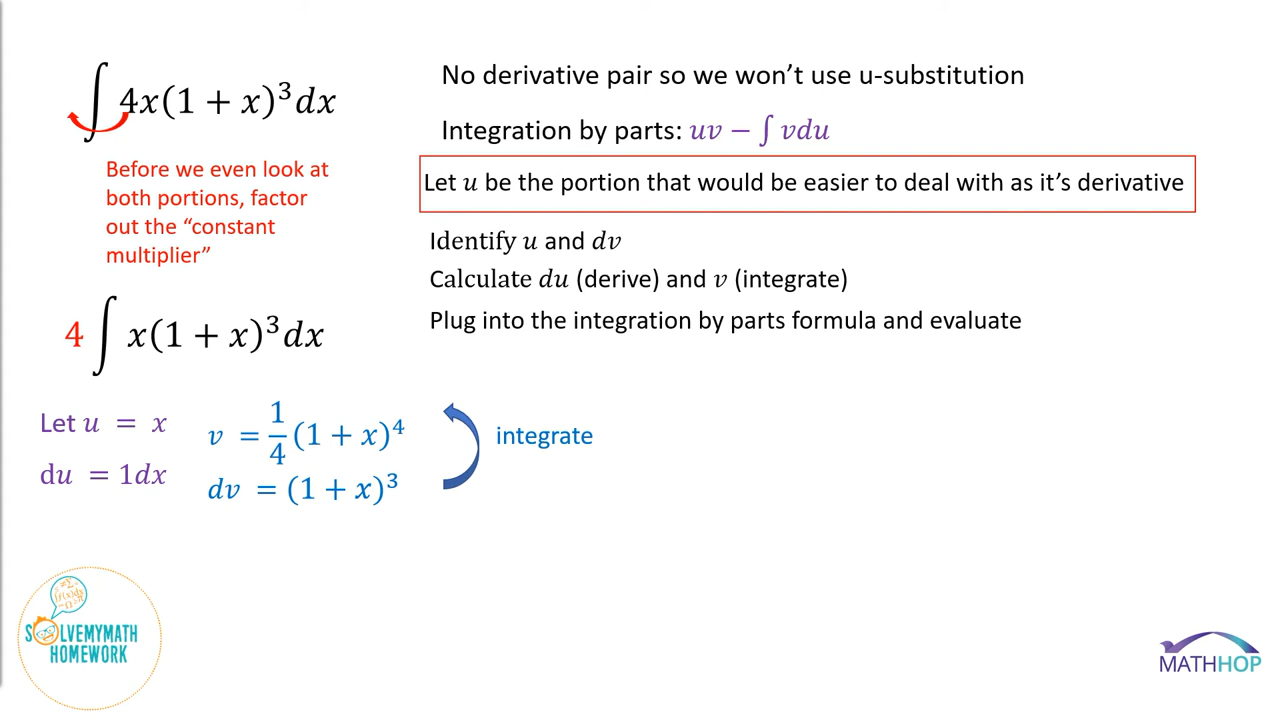 ∫ 4x(1 + x)³dx
No derivative pair so we won't use u-substitution
Integration by parts: uv − ∫ vdu
Before we even look at
both portions, factor
out the “constant
multiplier”
Let u be the portion that would be easier to deal with as it's derivative
Identify u and dv
Calculate du (derive) and v (integrate)
Plug into the integration by parts formula and evaluate
4 ∫ x(1 + x)³dx
Let u = x
du = 1dx
v = 1/4 (1 + x)⁴
dv = (1 + x)³
integrate
SOLVEMYMATH
HOMEWORK
MATHHOP